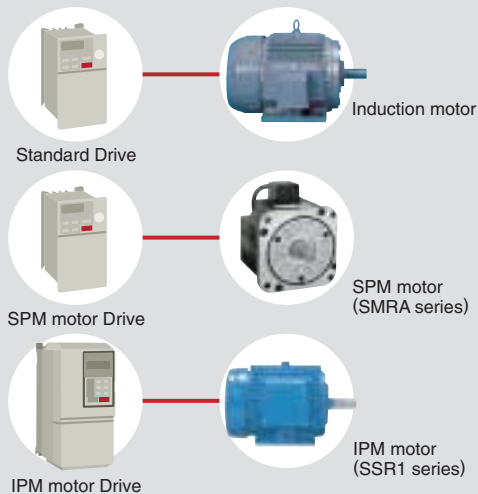 Standard Drive
Induction motor
SPM motor Drive
SPM motor
(SMRA series)
IPM motor Drive
IPM motor
(SSR1 series)